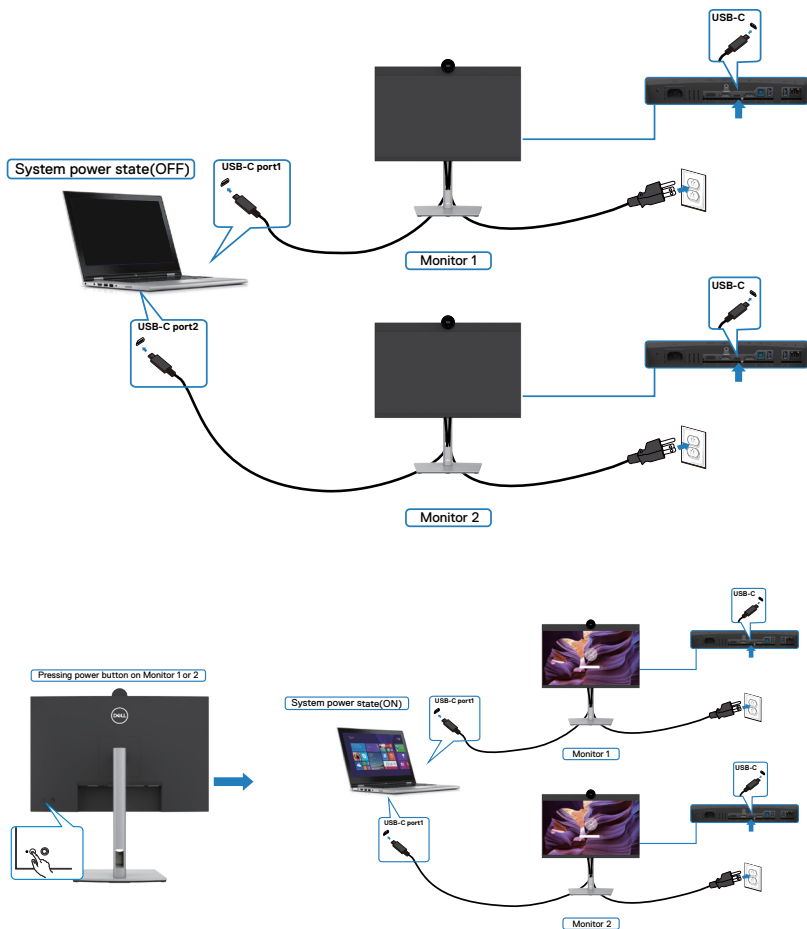 USB-C
System power state(OFF)
USB-C port1
Monitor 1
USB-C
USB-C port2
Monitor 2
USB-C
Pressing power button on Monitor 1 or 2
DELL
System power state(ON)
USB-C port1
Monitor 1
USB-C
USB-C port1
Monitor 2